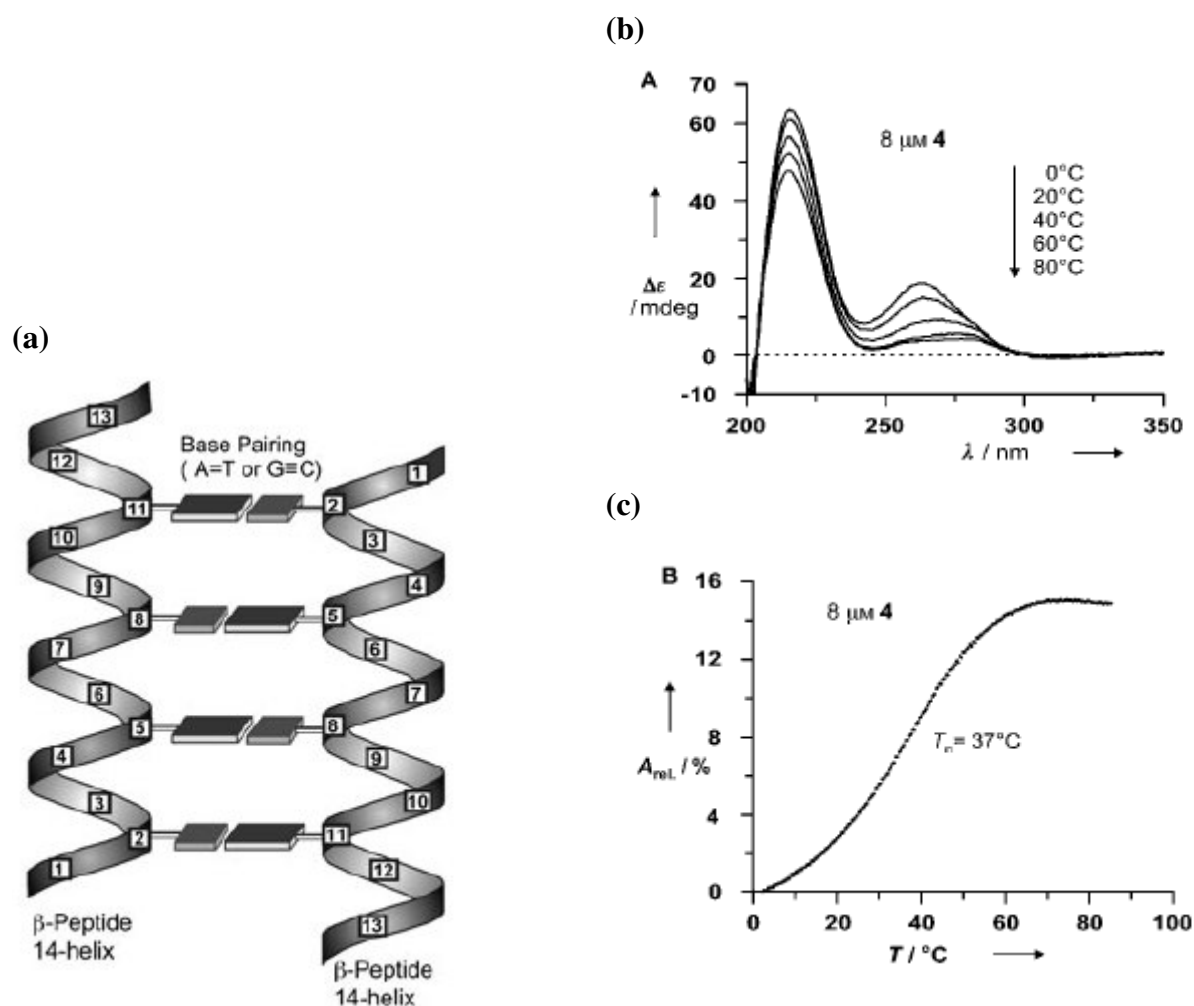 (a)
13
12
11
10
9
8
7
6
5
4
3
2
1
Base Pairing
( A=T or G≡C)
1
2
3
4
5
6
7
8
9
10
11
12
13
β-Peptide
14-helix
β-Peptide
14-helix
(b)
A
70
60
40
20
0
-10
Δε
/ mdeg
8 μM 4
0°C
20°C
40°C
60°C
80°C
200
250
300
350
λ / nm
(c)
B
16
12
8
4
0
A rel. / %
8 μM 4
Tm = 37°C
0
20
40
60
80
100
T / °C